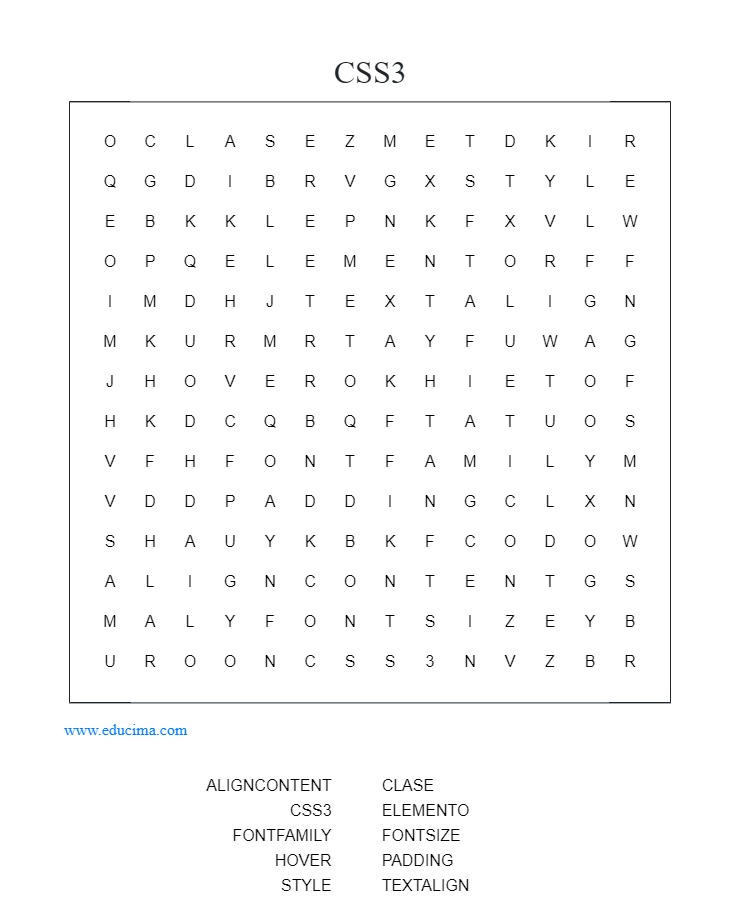 CSS3
O C L A S E Z M E T D K I R
Q G D I B R V G X S T Y L E
E B K K L E P N K F X V L W
O P Q E L E M E N T O R F F
I M D H J T E X T A L I G N
M K U R M R T A Y F U W A G
J H O V E R O K H I E T O F
H K D C Q B Q F T A T U O S
V F H F O N T F A M I L Y M
V D D P A D D I N G C L X N
S H A U Y K B K F C O D O W
A L I G N C O N T E N T G S
M A L Y F O N T S I Z E Y B
U R O O N C S S 3 N V Z B R
www.educima.com
ALIGNCONTENT CLASE
CSS3 ELEMENTO
FONTFAMILY FONTSIZE
HOVER PADDING
STYLE TEXTALIGN